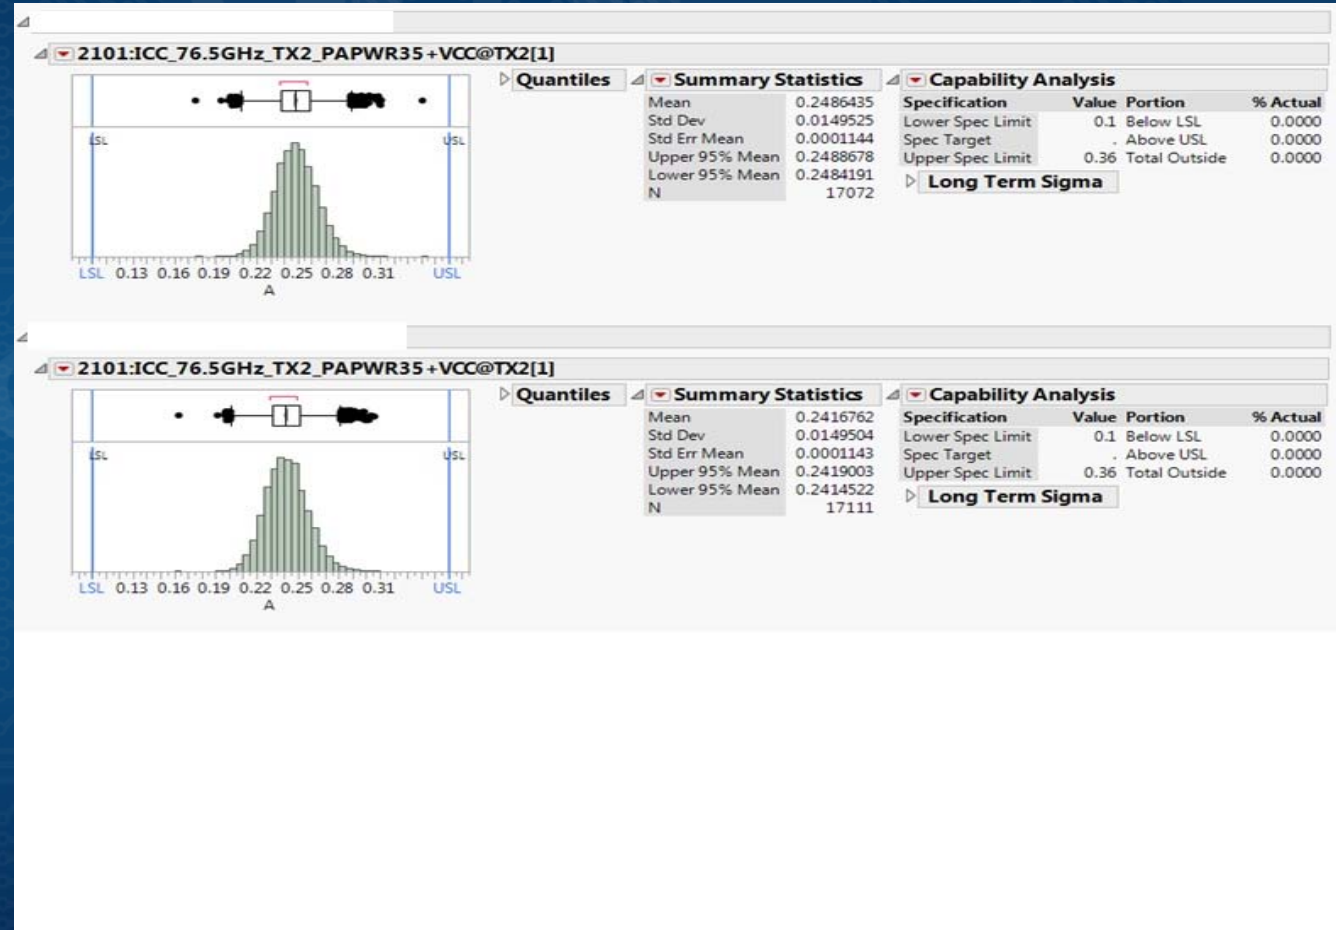 2101:ICC_76.5GHz_TX2_PAPWR35+VCC@TX2[1]
Quantiles
Summary Statistics
Capability Analysis
Mean 0.2486435
Std Dev 0.0149525
Std Err Mean 0.0001144
Upper 95% Mean 0.2488678
Lower 95% Mean 0.2484191
N 17072
Specification Value Portion % Actual
Lower Spec Limit 0.1 Below LSL 0.0000
Spec Target . Above USL 0.0000
Upper Spec Limit 0.36 Total Outside 0.0000
Long Term Sigma
LSL USL
LSL 0.13 0.16 0.19 0.22 0.25 0.28 0.31 USL
A
2101:ICC_76.5GHz_TX2_PAPWR35+VCC@TX2[1]
Quantiles
Summary Statistics
Capability Analysis
Mean 0.2416762
Std Dev 0.0149504
Std Err Mean 0.0001143
Upper 95% Mean 0.2419003
Lower 95% Mean 0.2414522
N 17111
Specification Value Portion % Actual
Lower Spec Limit 0.1 Below LSL 0.0000
Spec Target . Above USL 0.0000
Upper Spec Limit 0.36 Total Outside 0.0000
Long Term Sigma
LSL USL
LSL 0.13 0.16 0.19 0.22 0.25 0.28 0.31 USL
A